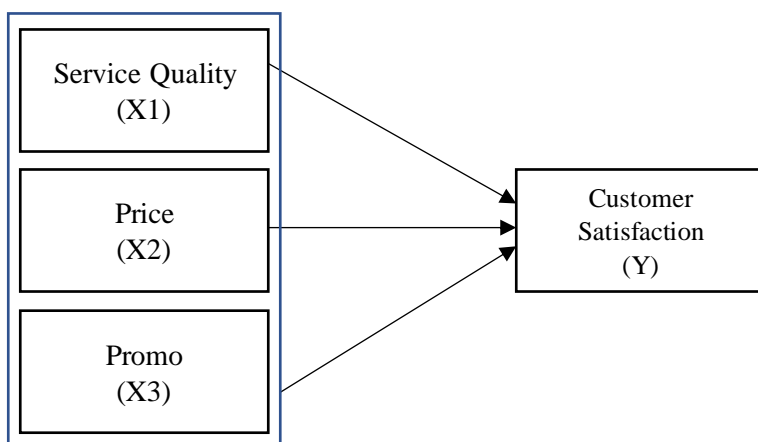 Service Quality
(X1)
Price
(X2)
Promo
(X3)
Customer
Satisfaction
(Y)